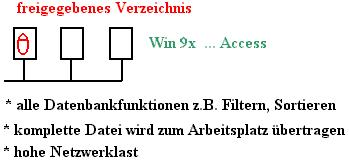 freigegebenes Verzeichnis
Win 9x ... Access
* alle Datenbankfunktionen z.B. Filtern, Sortieren
* komplette Datei wird zum Arbeitsplatz übertragen
* hohe Netzwerklast